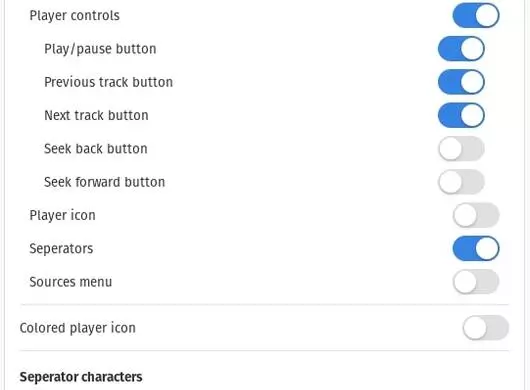 Player controls
Play/pause button
Previous track button
Next track button
Seek back button
Seek forward button
Player icon
Seperators
Sources menu
Colored player icon
Seperator characters